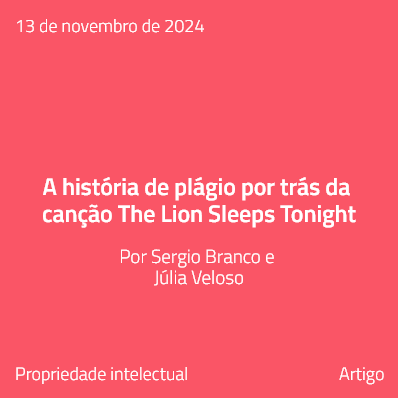 13 de novembro de 2024
A história de plágio por trás da
canção The Lion Sleeps Tonight
Por Sergio Branco e
Júlia Veloso
Propriedade intelectual
Artigo